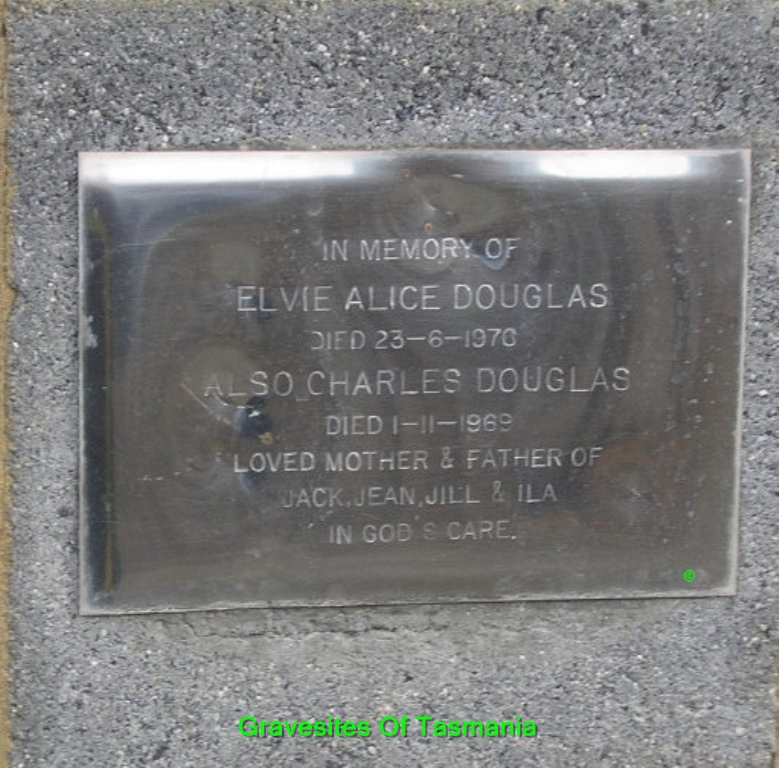 IN MEMORY OF
ELVIE ALICE DOUGLAS
DIED 23-6-1976
ALSO CHARLES DOUGLAS
DIED 1-11-1969
LOVED MOTHER & FATHER OF
JACK, JEAN, JILL & ILA
IN GOD'S CARE.
©
Gravesites Of Tasmania